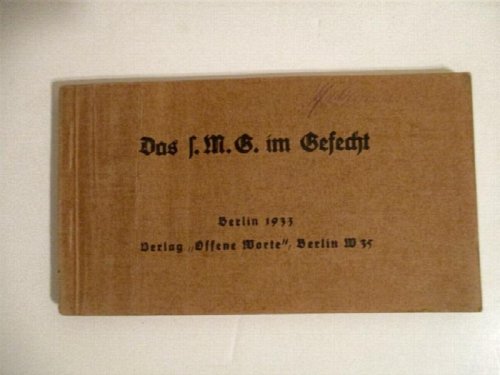 Das s. M. G. im Gefecht
Berlin 1933
Verlag „Offene Worte“, Berlin W 35